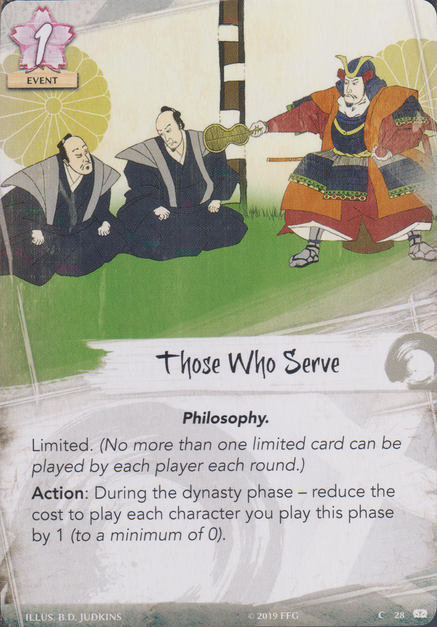 1
EVENT
Those Who Serve
Philosophy.
Limited. (No more than one limited card can be
played by each player each round.)
Action: During the dynasty phase – reduce the
cost to play each character you play this phase
by 1 (to a minimum of 0).
ILLUS. B.D. JUDKINS © 2019 FFG C 28